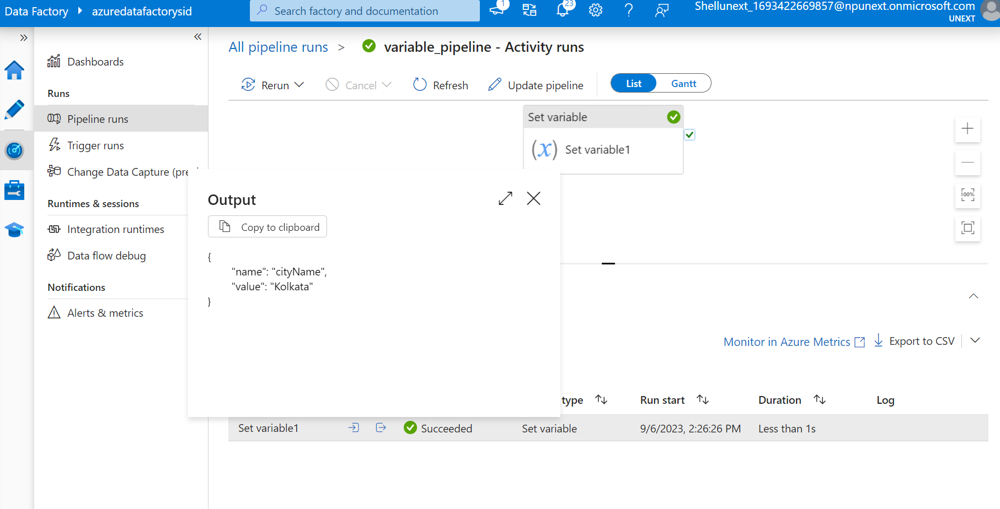 Data Factory azuredatafactorysid
Search factory and documentation
1
23
Shellunext_1693422669857@npunext.onmicrosoft.com
UNEXT
Dashboards
Runs
Pipeline runs
Trigger runs
Change Data Capture (pre
Runtimes & sessions
Integration runtimes
Data flow debug
Notifications
Alerts & metrics
All pipeline runs > variable_pipeline - Activity runs
Rerun Cancel Refresh Update pipeline List Gantt
Set variable
(x) Set variable1
100%
Output
Copy to clipboard
{
"name": "cityName",
"value": "Kolkata"
}
Monitor in Azure Metrics Export to CSV
type Run start Duration Log
Set variable1 Succeeded Set variable 9/6/2023, 2:26:26 PM Less than 1s